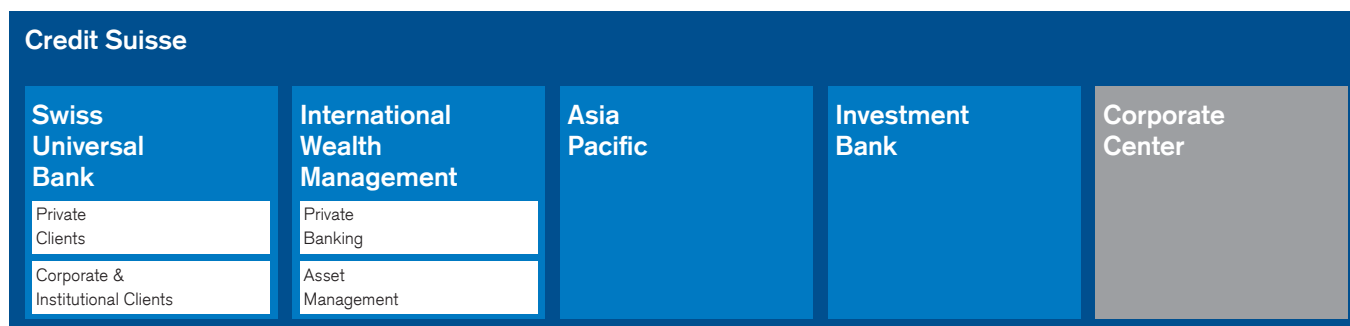 Credit Suisse
Swiss
Universal
Bank
Private
Clients
Corporate &
Institutional Clients
International
Wealth
Management
Private
Banking
Asset
Management
Asia
Pacific
Investment
Bank
Corporate
Center